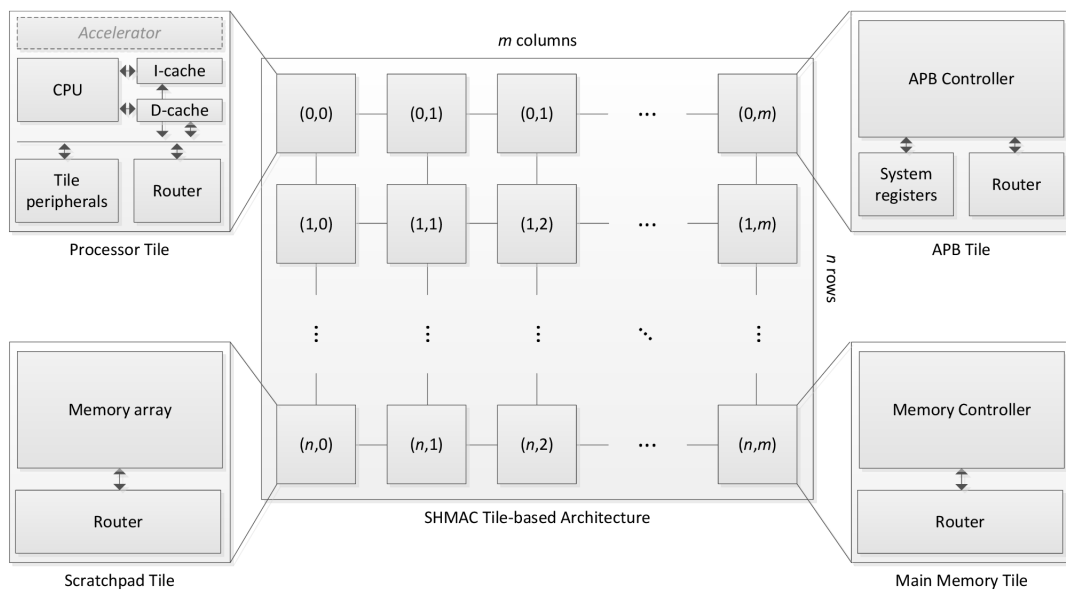 Accelerator
CPU
I-cache
D-cache
Tile
peripherals
Router
Processor Tile
m columns
(0,0)
(0,1)
(0,1)
...
(0,m)
(1,0)
(1,1)
(1,2)
...
(1,m)
n rows
(n,0)
(n,1)
(n,2)
...
(n,m)
SHMAC Tile-based Architecture
APB Controller
System
registers
Router
APB Tile
Memory array
Router
Scratchpad Tile
Memory Controller
Router
Main Memory Tile